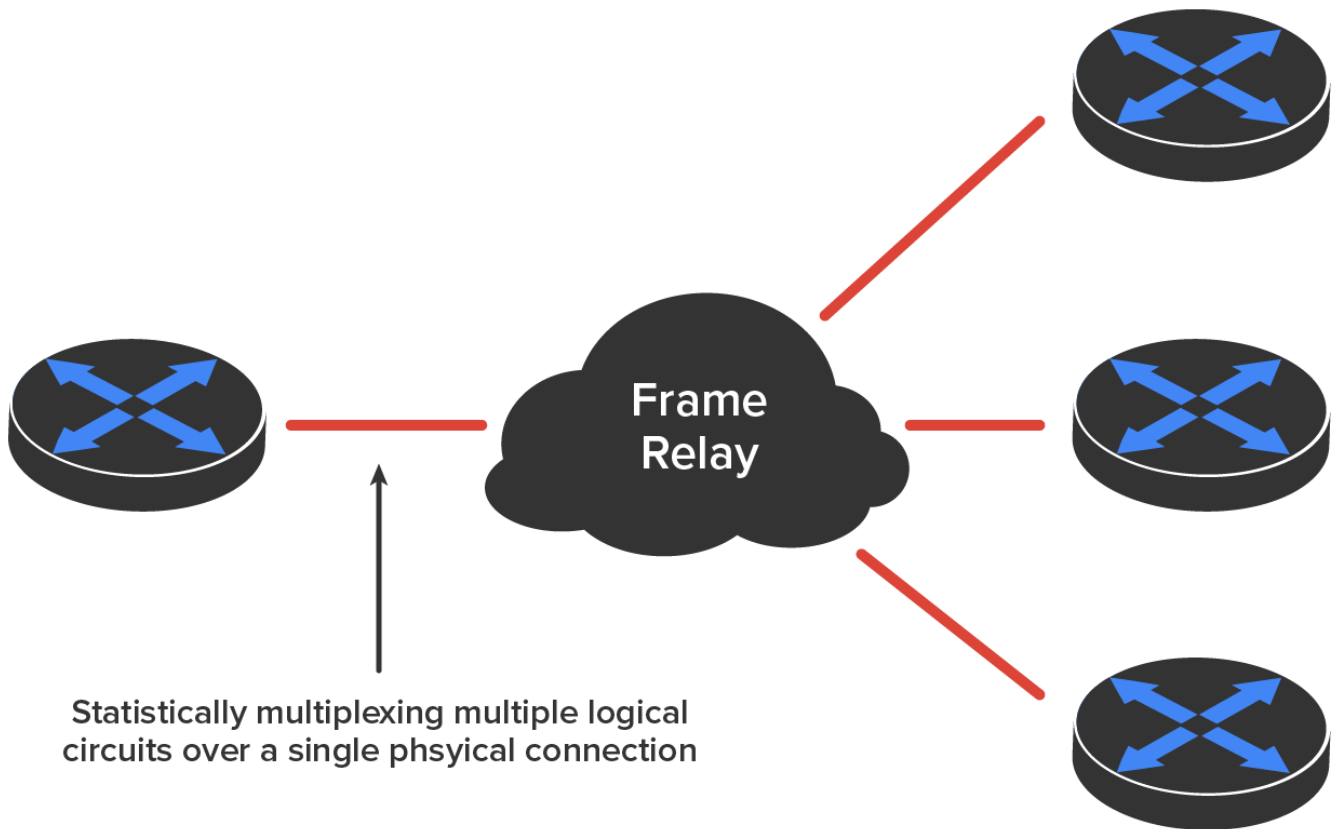 Frame
Relay
Statistically multiplexing multiple logical
circuits over a single phsyical connection